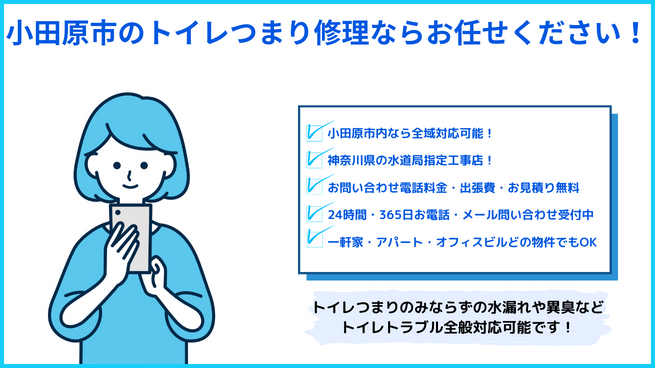 小田原市のトイレつまり修理ならお任せください！
小田原市内なら全域対応可能！
神奈川県の水道局指定工事店！
お問い合わせ電話料金・出張費・お見積り無料
24時間・365日お電話・メール問い合わせ受付中
一軒家・アパート・オフィスビルどの物件でもOK
トイレつまりのみならずの水漏れや異臭など
トイレトラブル全般対応可能です！